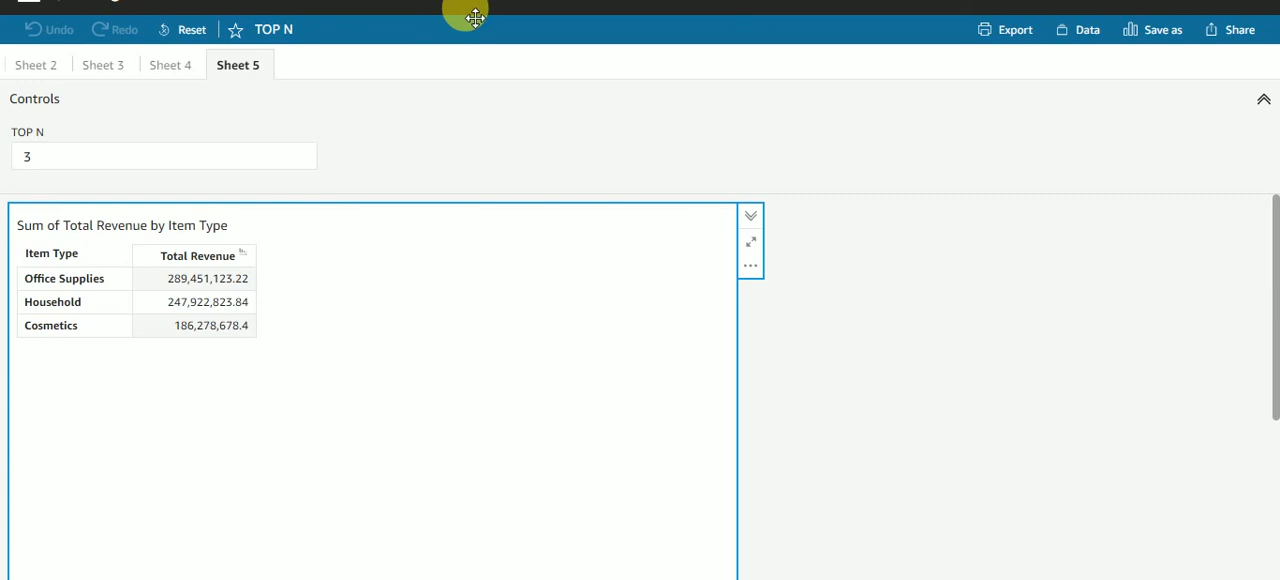 Undo Redo Reset TOP N Export Data Save as Share
Sheet 2 Sheet 3 Sheet 4 Sheet 5
Controls
TOP N
3
Sum of Total Revenue by Item Type
Item Type Total Revenue
Office Supplies 289,451,123.22
Household 247,922,823.84
Cosmetics 186,278,678.4